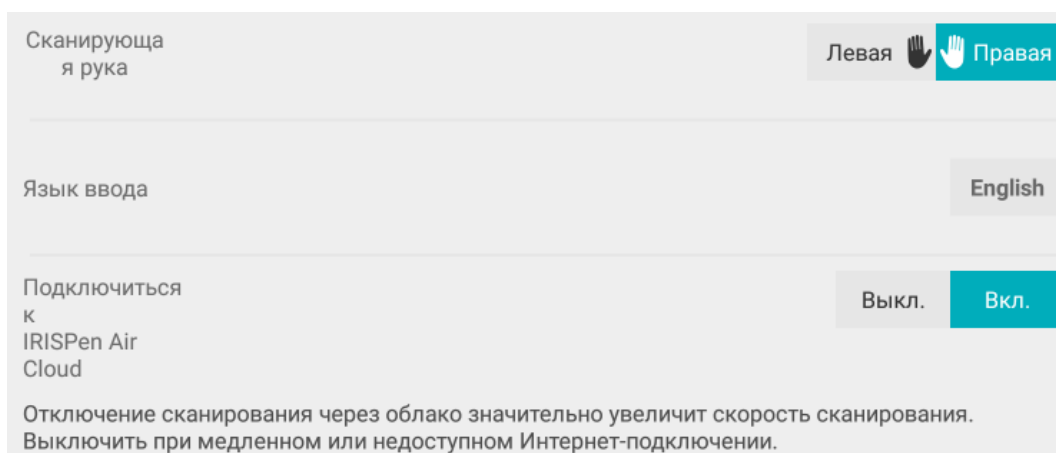 Сканирующа
я рука
Левая Правая
Язык ввода
English
Подключиться
к
IRISPen Air
Cloud
Выкл. Вкл.
Отключение сканирования через облако значительно увеличит скорость сканирования.
Выключить при медленном или недоступном Интернет-подключении.